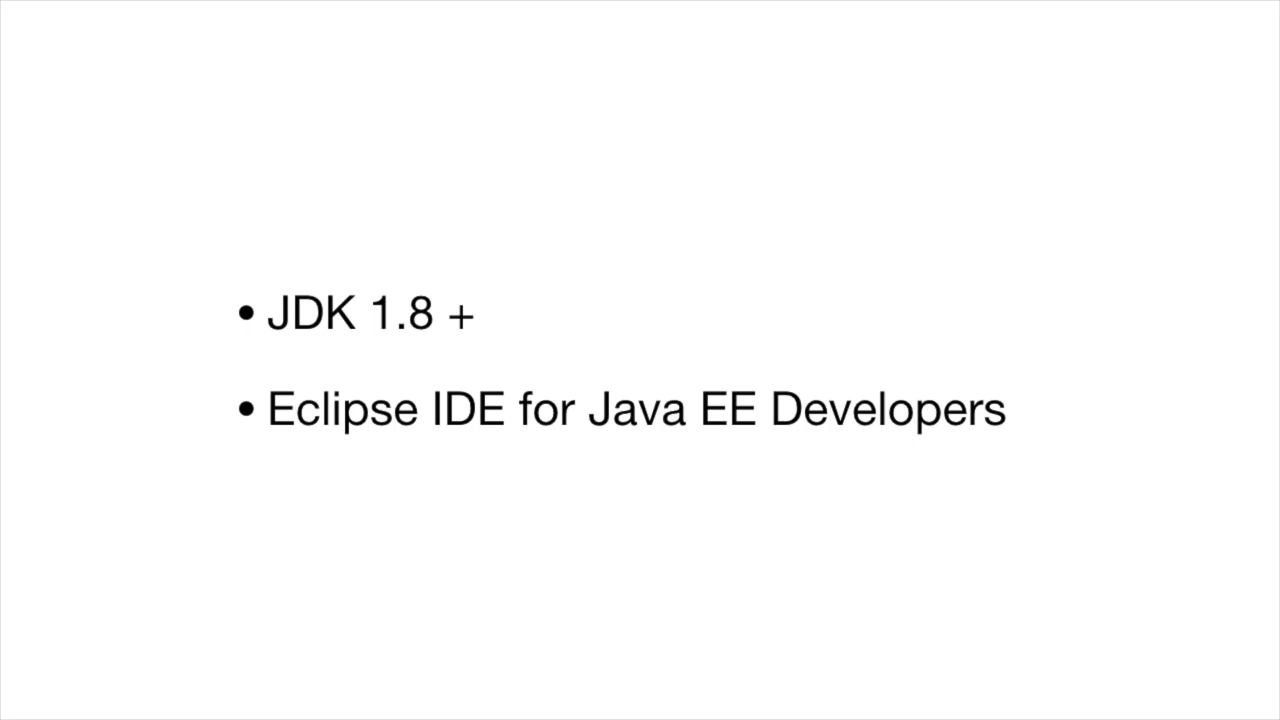 • JDK 1.8 +
• Eclipse IDE for Java EE Developers